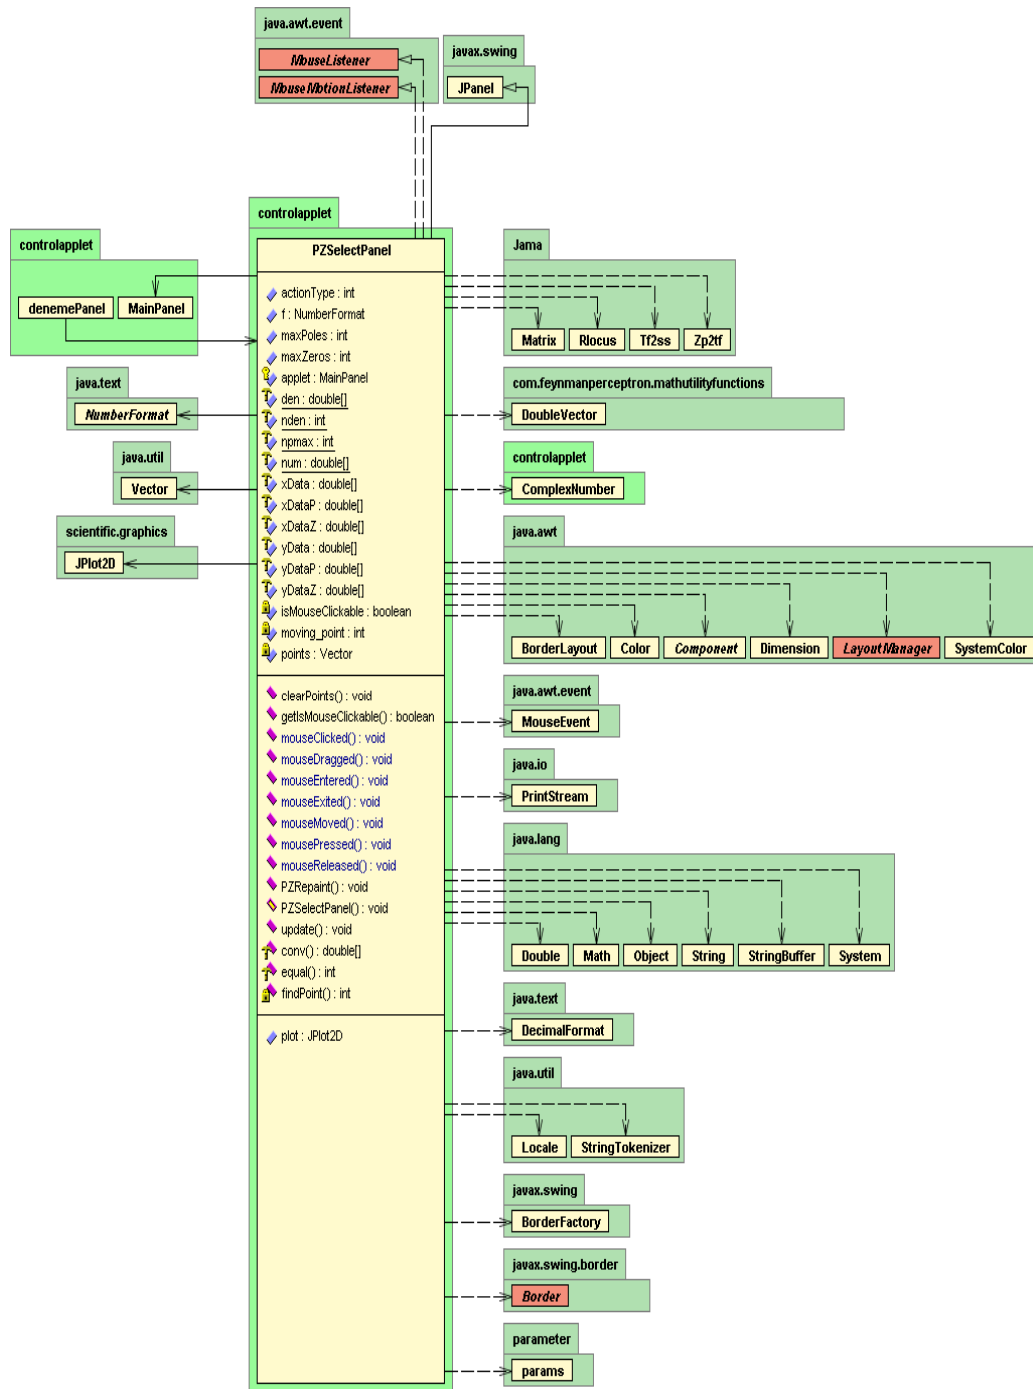 java.awt.event
MouseListener
MouseMotionListener
javax.swing
JPanel
controlapplet
denemePanel
MainPanel
java.text
NumberFormat
java.util
Vector
scientific.graphics
JPlot2D
controlapplet
PZSelectPanel
actionType : int
f : NumberFormat
maxPoles : int
maxZeros : int
applet : MainPanel
den : double[]
nden : int
npmax : int
num : double[]
xData : double[]
xDataP : double[]
xDataZ : double[]
yData : double[]
yDataP : double[]
yDataZ : double[]
isMouseClickable : boolean
moving_point : int
points : Vector
clearPoints() : void
getIsMouseClickable() : boolean
mouseClicked() : void
mouseDragged() : void
mouseEntered() : void
mouseExited() : void
mouseMoved() : void
mousePressed() : void
mouseReleased() : void
PZRepaint() : void
PZSelectPanel() : void
update() : void
conv() : double[]
equal() : int
findPoint() : int
plot : JPlot2D
Jama
Matrix
Rlocus
Tf2ss
Zp2tf
com.feynmanperceptron.mathutilityfunctions
DoubleVector
controlapplet
ComplexNumber
java.awt
BorderLayout
Color
Component
Dimension
LayoutManager
SystemColor
java.awt.event
MouseEvent
java.io
PrintStream
java.lang
Double
Math
Object
String
StringBuffer
System
java.text
DecimalFormat
java.util
Locale
StringTokenizer
javax.swing
BorderFactory
javax.swing.border
Border
parameter
params